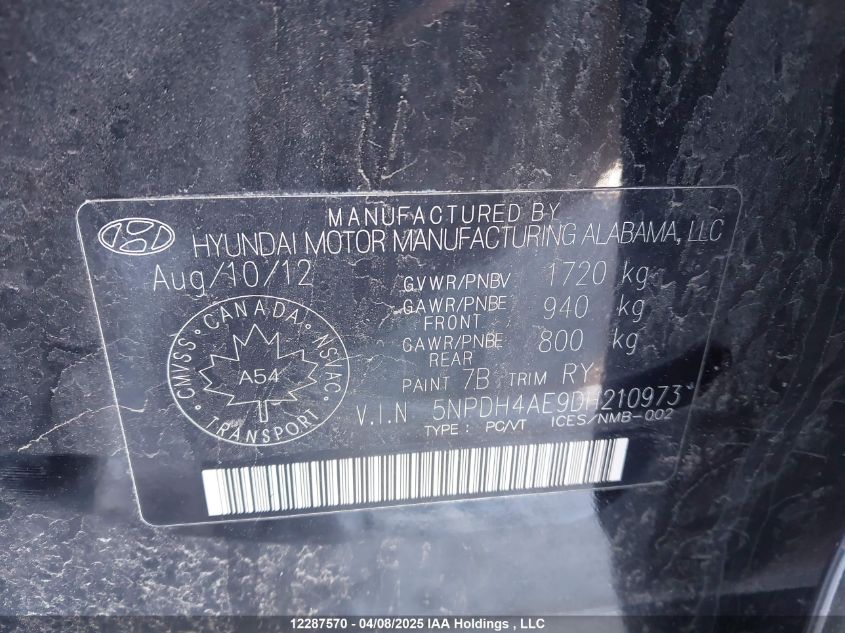 MANUFACTURED BY
HYUNDAI MOTOR MANUFACTURING ALABAMA, LLC
Aug/10/12
GVWR/PNBV 1720 kg
GAWR/PNBE FRONT 940 kg
GAWR/PNBE REAR 800 kg
PAINT 7B TRIM RY
V.I.N 5NPDH4AE9DH210973
TYPE : PC/VT ICES/NMB-002
CMVSS · CANADA · NSVAC
A54
TRANSPORT
12287570 - 04/08/2025 IAA Holdings , LLC